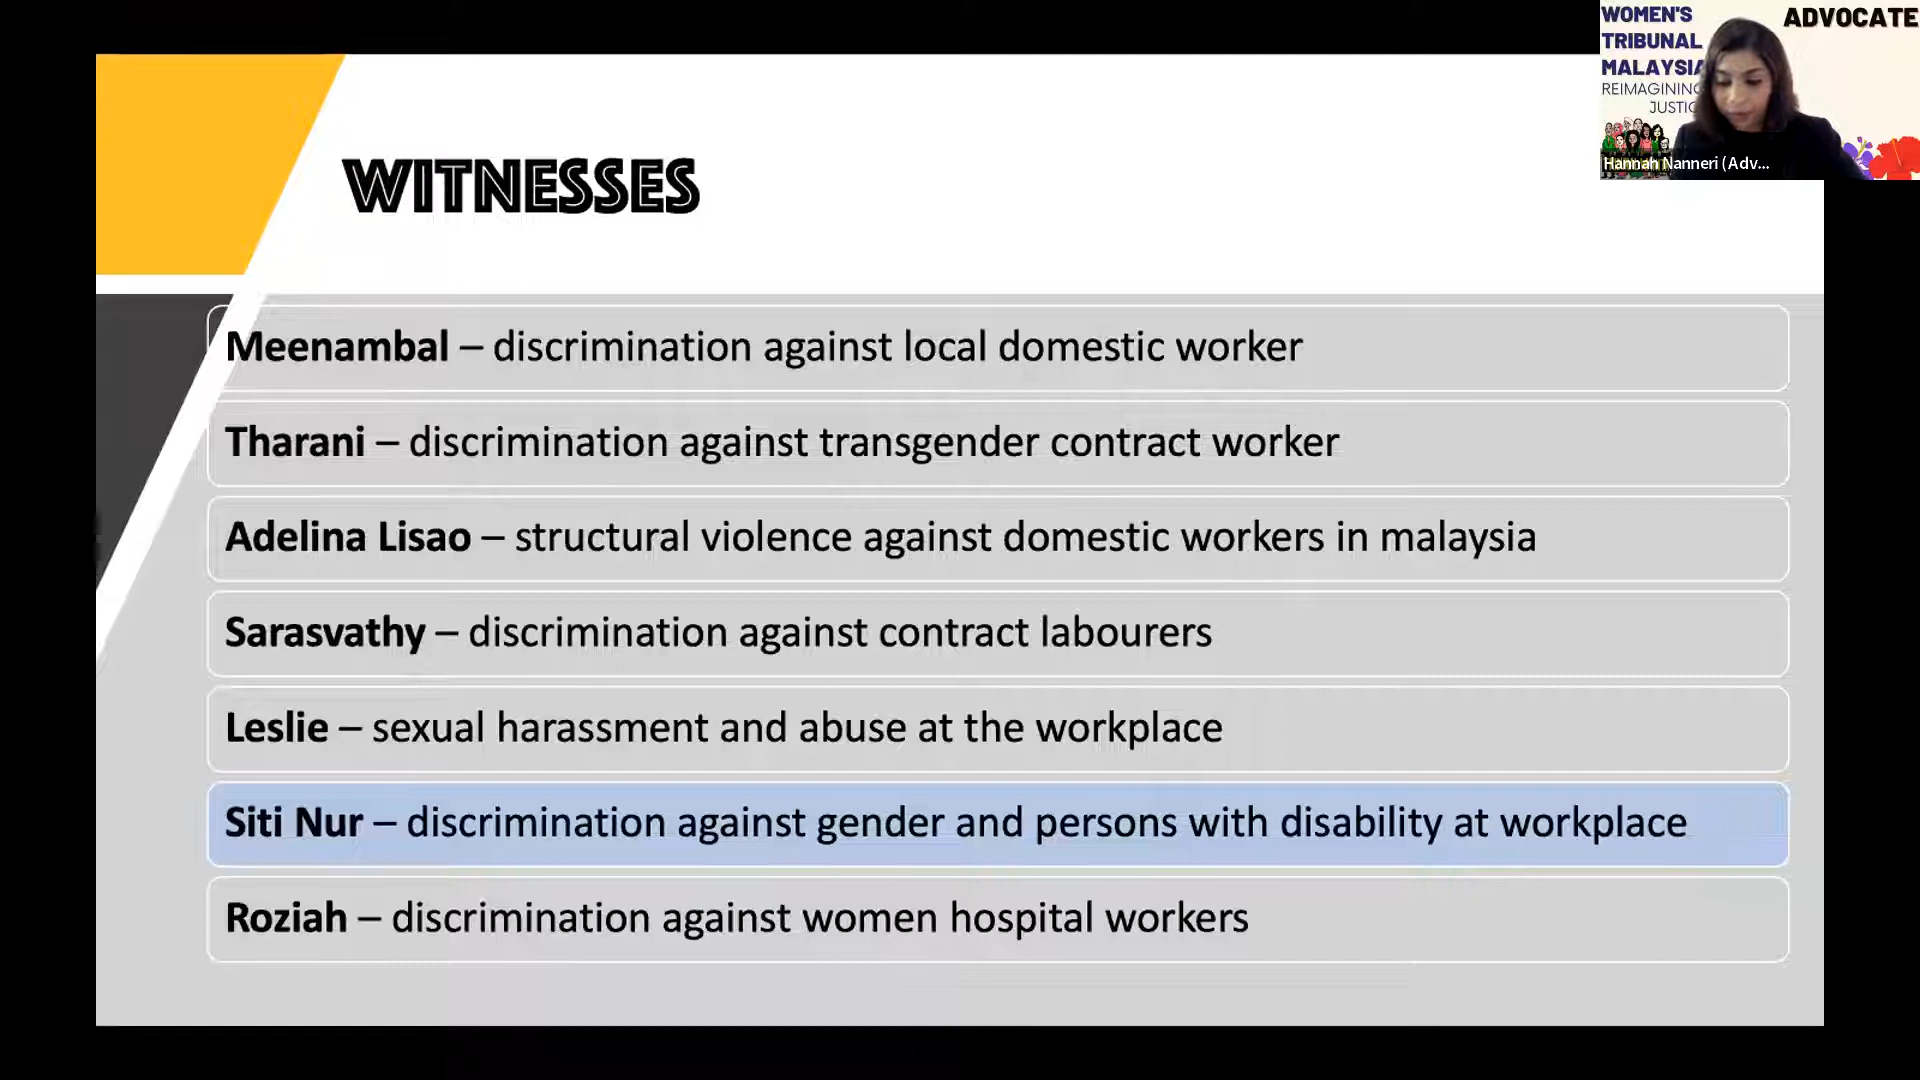 WOMEN'S
TRIBUNAL
MALAYSIA
REIMAGINING
JUSTIC
ADVOCATE
Hannah Nanneri (Adv...
WITNESSES
Meenambal – discrimination against local domestic worker
Tharani – discrimination against transgender contract worker
Adelina Lisao – structural violence against domestic workers in malaysia
Sarasvathy – discrimination against contract labourers
Leslie – sexual harassment and abuse at the workplace
Siti Nur – discrimination against gender and persons with disability at workplace
Roziah – discrimination against women hospital workers